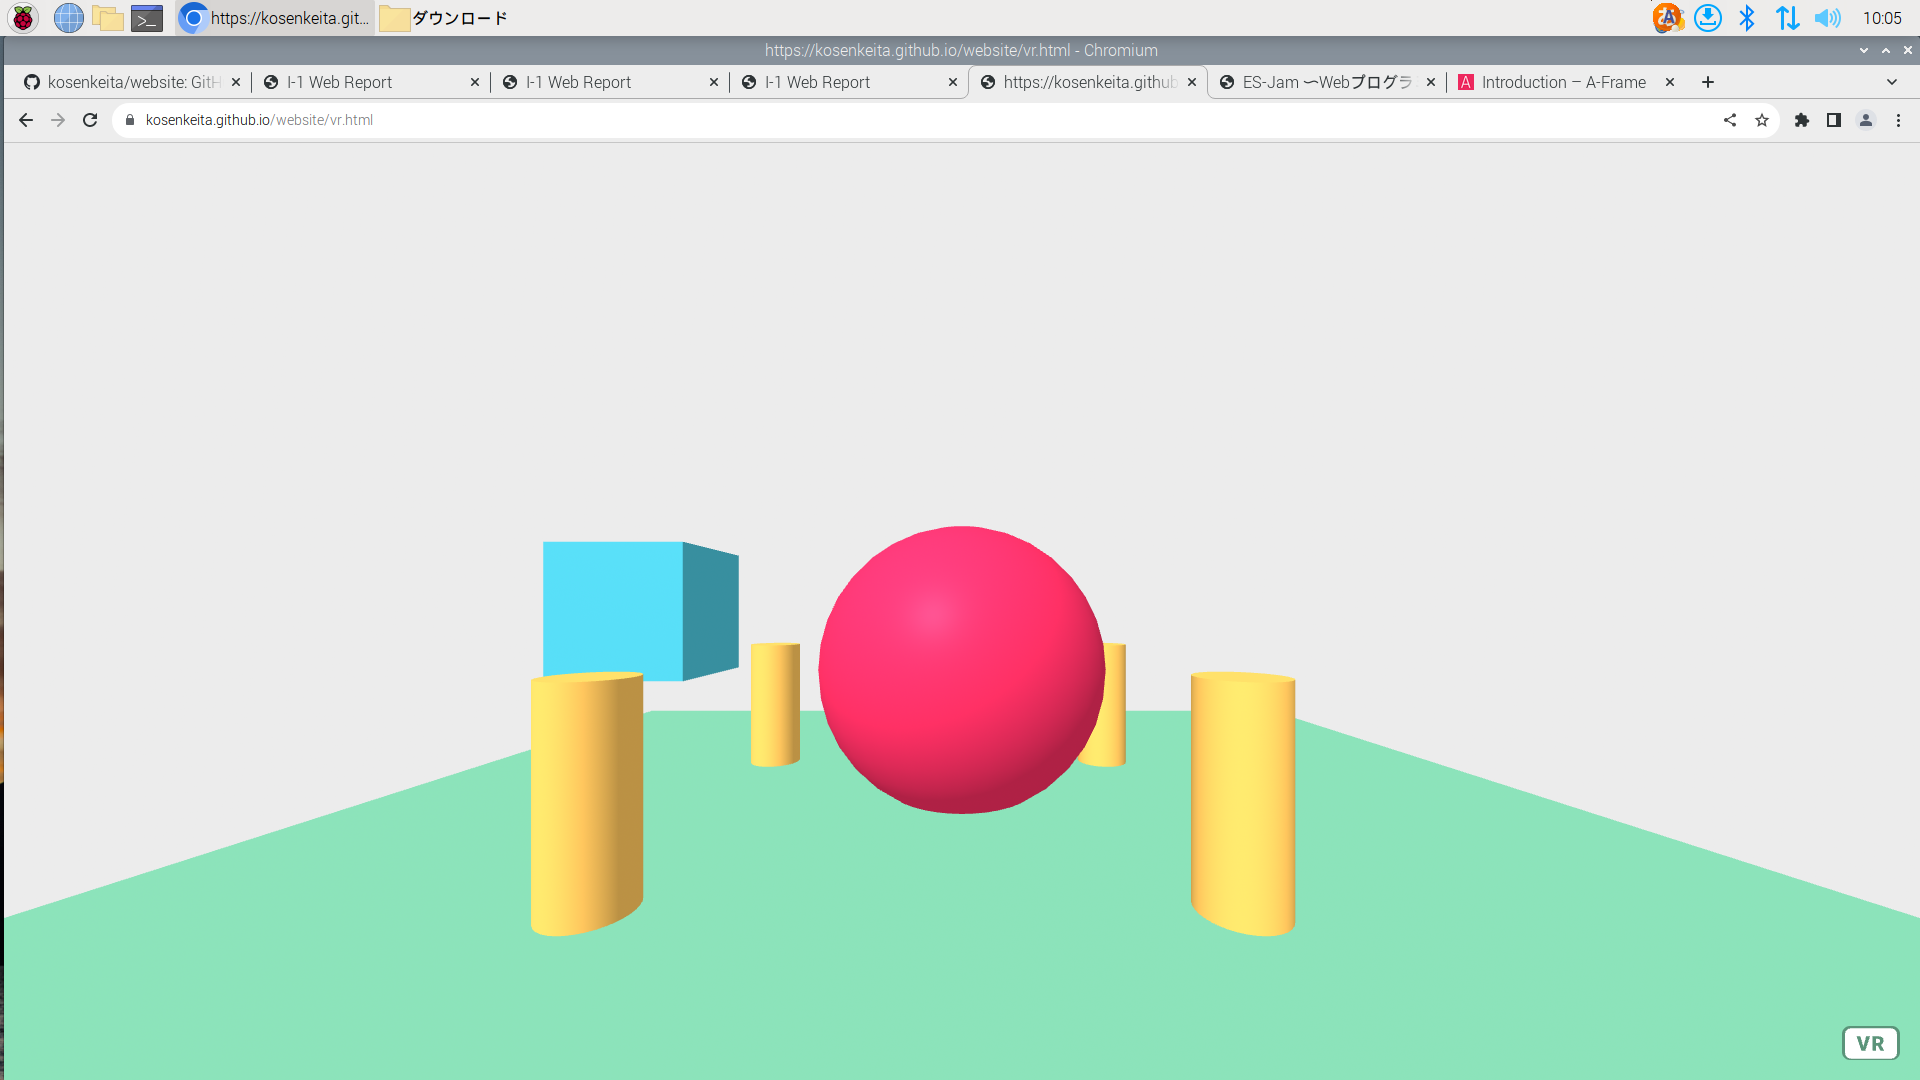 https://kosenkeita.git... ダウンロード 10:05
https://kosenkeita.github.io/website/vr.html - Chromium
kosenkeita/website: GitH I-1 Web Report I-1 Web Report I-1 Web Report https://kosenkeita.github ES-Jam ~Webプログラ A Introduction – A-Frame
kosenkeita.github.io/website/vr.html
VR